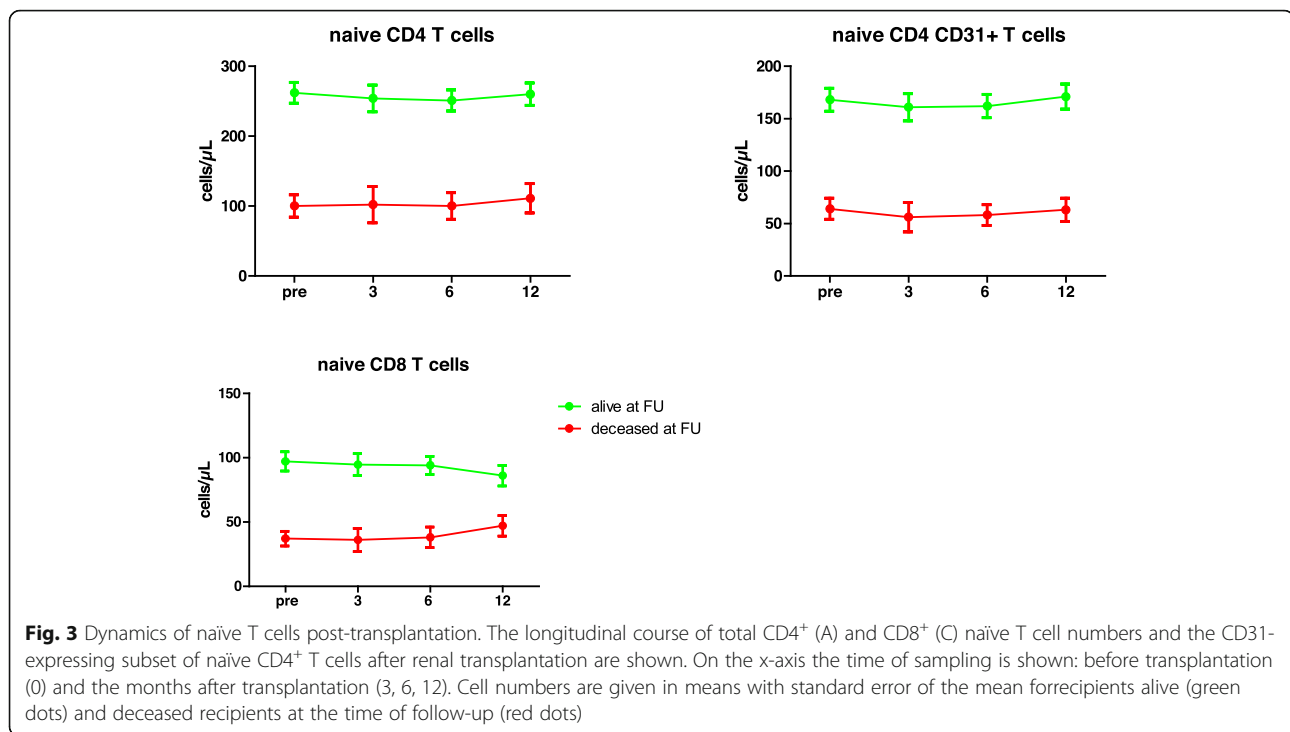 naive CD4 T cells
300
200
100
0
cells/µL
pre 3 6 12
naive CD4 CD31+ T cells
200
150
100
50
0
cells/µL
pre 3 6 12
naive CD8 T cells
150
100
50
0
cells/µL
pre 3 6 12
alive at FU
deceased at FU
Fig. 3 Dynamics of naïve T cells post-transplantation. The longitudinal course of total CD4⁺ (A) and CD8⁺ (C) naïve T cell numbers and the CD31-
expressing subset of naïve CD4⁺ T cells after renal transplantation are shown. On the x-axis the time of sampling is shown: before transplantation
(0) and the months after transplantation (3, 6, 12). Cell numbers are given in means with standard error of the mean forrecipients alive (green
dots) and deceased recipients at the time of follow-up (red dots)